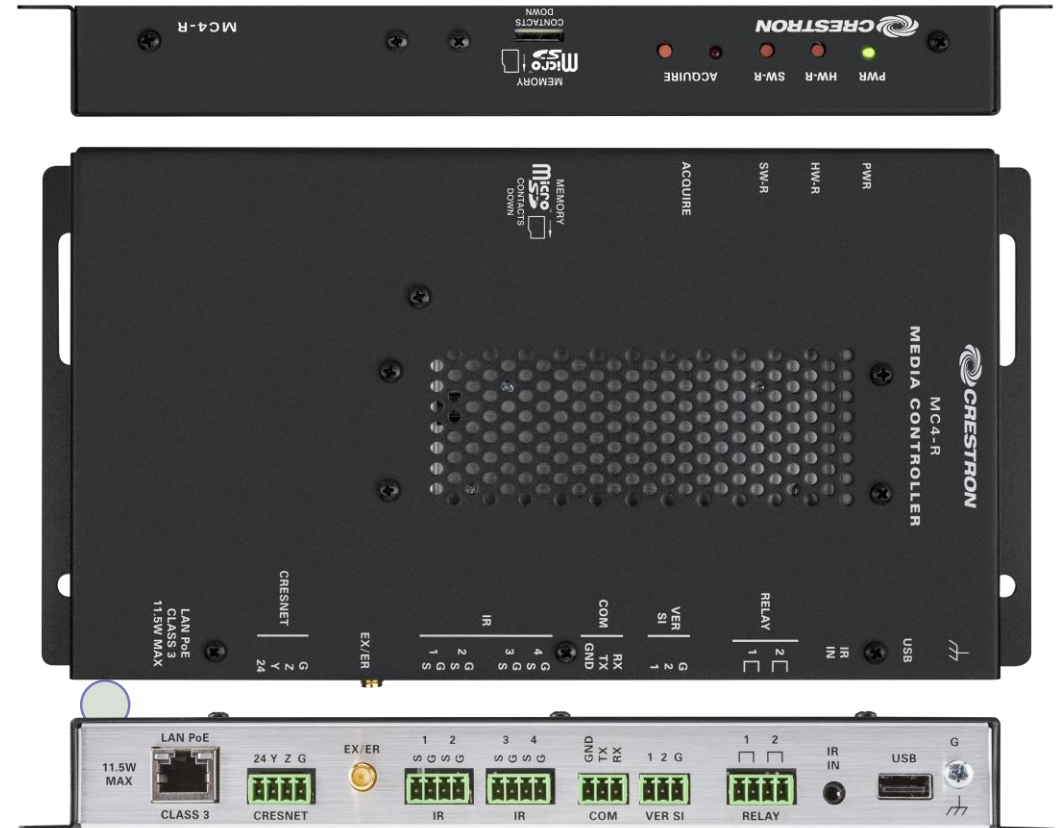 MC4-R
CONTACTS
DOWN
Micro SD
MEMORY
CRESTRON
ACQUIRE
SW-R
HW-R
PWR
MEMORY
Micro SD
CONTACTS
DOWN
ACQUIRE
SW-R
HW-R
PWR
CRESTRON
MC4-R
MEDIA CONTROLLER
LAN PoE
CLASS 3
11.5W MAX
CRESNET
24 Y Z G
EX/ER
IR
1 2 3 4
S G S G S G S G
COM
GND TX RX
VER
SI
1 2 G
RELAY
1 2
IR
IN
USB
LAN PoE
11.5W
MAX
CLASS 3
24 Y Z G
CRESNET
EX/ER
1 2
S G S G
IR
3 4
S G S G
IR
GND TX RX
COM
1 2 G
VER SI
1 2
RELAY
IR
IN
USB
G